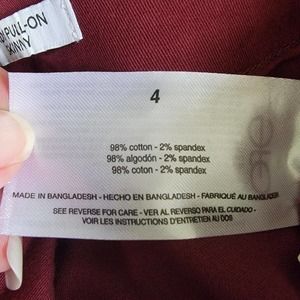 PULL-ON
SKINNY
4
98% cotton - 2% spandex
98% algodón - 2% spandex
98% coton - 2% spandex
MADE IN BANGLADESH - HECHO EN BANGLADESH - FABRIQUÉ AU BANGLADESH
SEE REVERSE FOR CARE - VER AL REVERSO PARA EL CUIDADO -
VOIR LES INSTRUCTIONS D'ENTRETIEN AU DOS